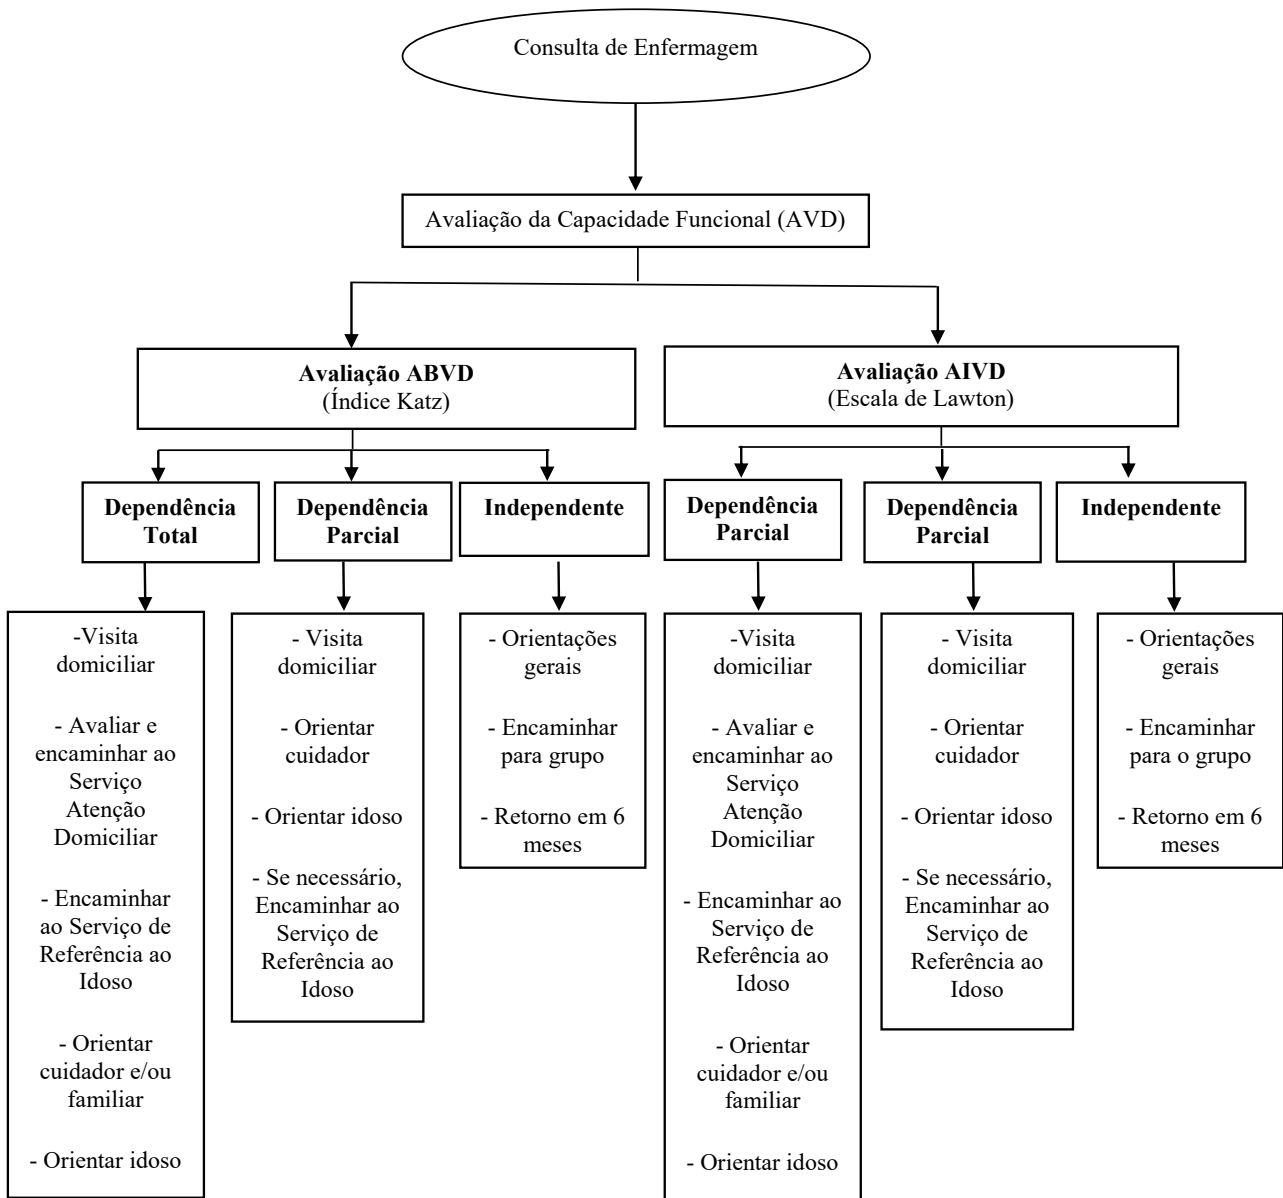 Consulta de Enfermagem
Avaliação da Capacidade Funcional (AVD)
Avaliação ABVD
(Índice Katz)
Avaliação AIVD
(Escala de Lawton)
Dependência
Total
Dependência
Parcial
Independente
Dependência
Parcial
Dependência
Parcial
Independente
-Visita
domiciliar
- Avaliar e
encaminhar ao
Serviço
Atenção
Domiciliar
- Encaminhar
ao Serviço de
Referência ao
Idoso
- Orientar
cuidador e/ou
familiar
- Orientar idoso
- Visita
domiciliar
- Orientar
cuidador
- Orientar idoso
- Se necessário,
Encaminhar ao
Serviço de
Referência ao
Idoso
- Orientações
gerais
- Encaminhar
para grupo
- Retorno em 6
meses
-Visita
domiciliar
- Avaliar e
encaminhar ao
Serviço
Atenção
Domiciliar
- Encaminhar ao
Serviço de
Referência ao
Idoso
- Orientar
cuidador e/ou
familiar
- Orientar idoso
- Visita
domiciliar
- Orientar
cuidador
- Orientar idoso
- Se necessário,
Encaminhar ao
Serviço de
Referência ao
Idoso
- Orientações
gerais
- Encaminhar
para o grupo
- Retorno em 6
meses